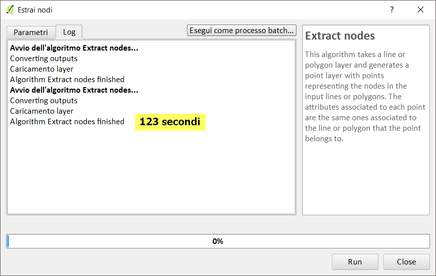 Estrai nodi
?
Parametri
Log
Esegui come processo batch...
Avvio dell'algoritmo Extract nodes...
Converting outputs
Caricamento layer
Algorithm Extract nodes finished
Avvio dell'algoritmo Extract nodes...
Converting outputs
Caricamento layer
Algorithm Extract nodes finished
123 secondi
Extract nodes
This algorithm takes a line or
polygon layer and generates a
point layer with points
representing the nodes in the
input lines or polygons. The
attributes associated to each point
are the same ones associated to
the line or polygon that the point
belongs to.
0%
Run
Close